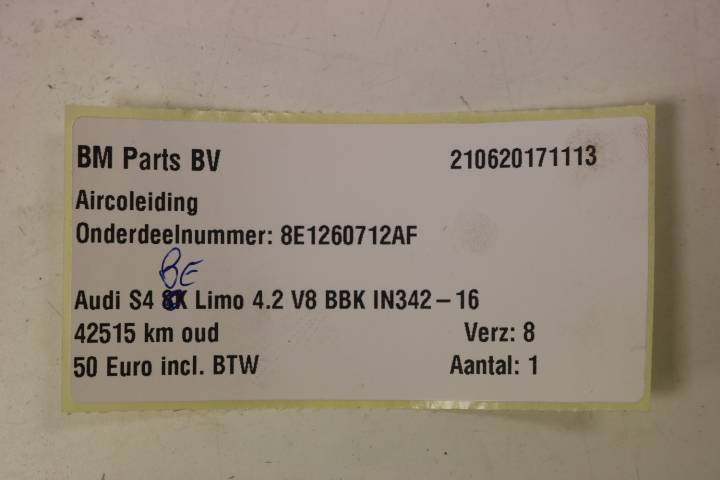 BM Parts BV 210620171113
Aircoleiding
Onderdeelnummer: 8E1260712AF
8E
Audi S4 8K Limo 4.2 V8 BBK IN342-16
42515 km oud Verz: 8
50 Euro incl. BTW Aantal: 1